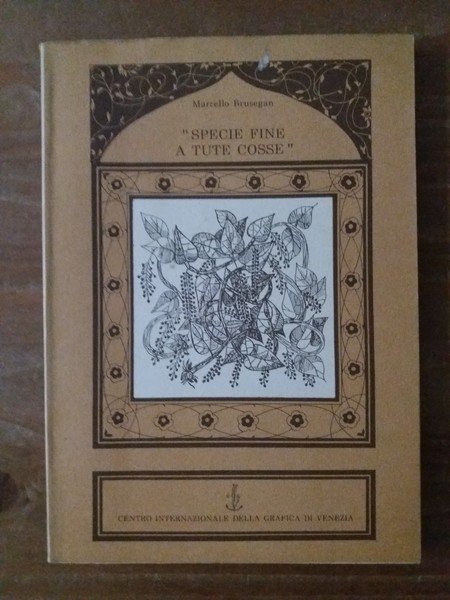 Marcello Brusegan
"SPECIE FINE
A TUTE COSSE"
CENTRO INTERNAZIONALE DELLA GRAFICA DI VENEZIA